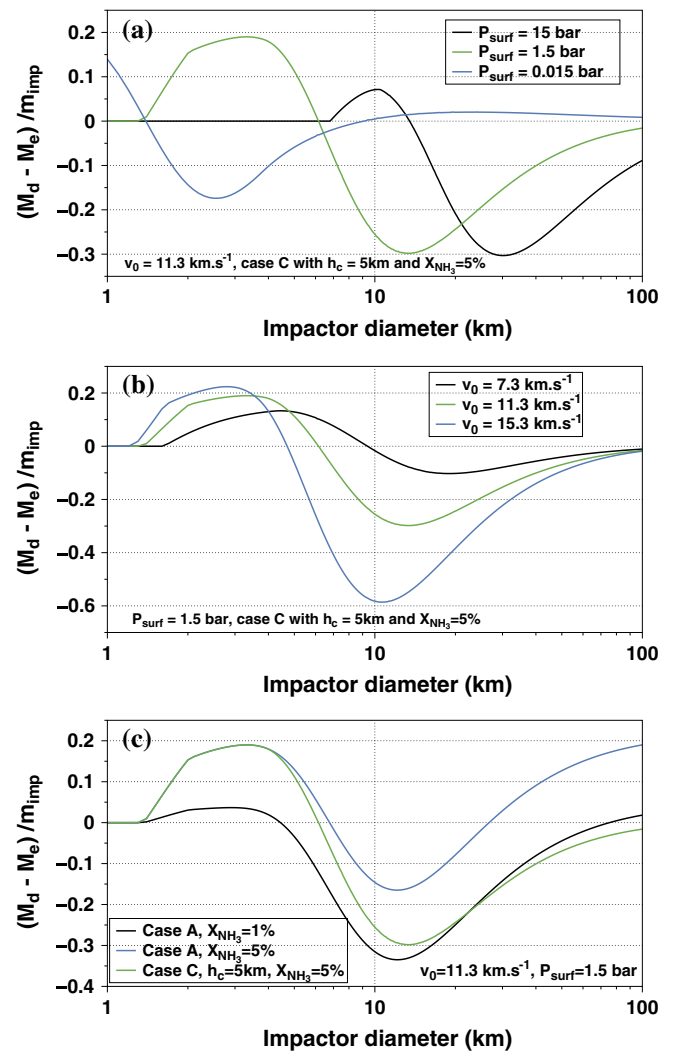 (a)
P_surf = 15 bar
P_surf = 1.5 bar
P_surf = 0.015 bar
(M_d - M_e) /m_imp
0.2
0.1
0
−0.1
−0.2
−0.3
v_0 = 11.3 km.s^-1, case C with h_c = 5km and X_NH_3=5%
1
10
100
Impactor diameter (km)
(b)
v_0 = 7.3 km.s^-1
v_0 = 11.3 km.s^-1
v_0 = 15.3 km.s^-1
(M_d - M_e) /m_imp
0.2
0
−0.2
−0.4
−0.6
P_surf = 1.5 bar, case C with h_c = 5km and X_NH_3=5%
1
10
100
Impactor diameter (km)
(c)
(M_d - M_e) /m_imp
0.2
0.1
0
−0.1
−0.2
−0.3
−0.4
Case A, X_NH_3=1%
Case A, X_NH_3=5%
Case C, h_c=5km, X_NH_3=5%
v_0=11.3 km.s^-1, P_surf=1.5 bar
1
10
100
Impactor diameter (km)